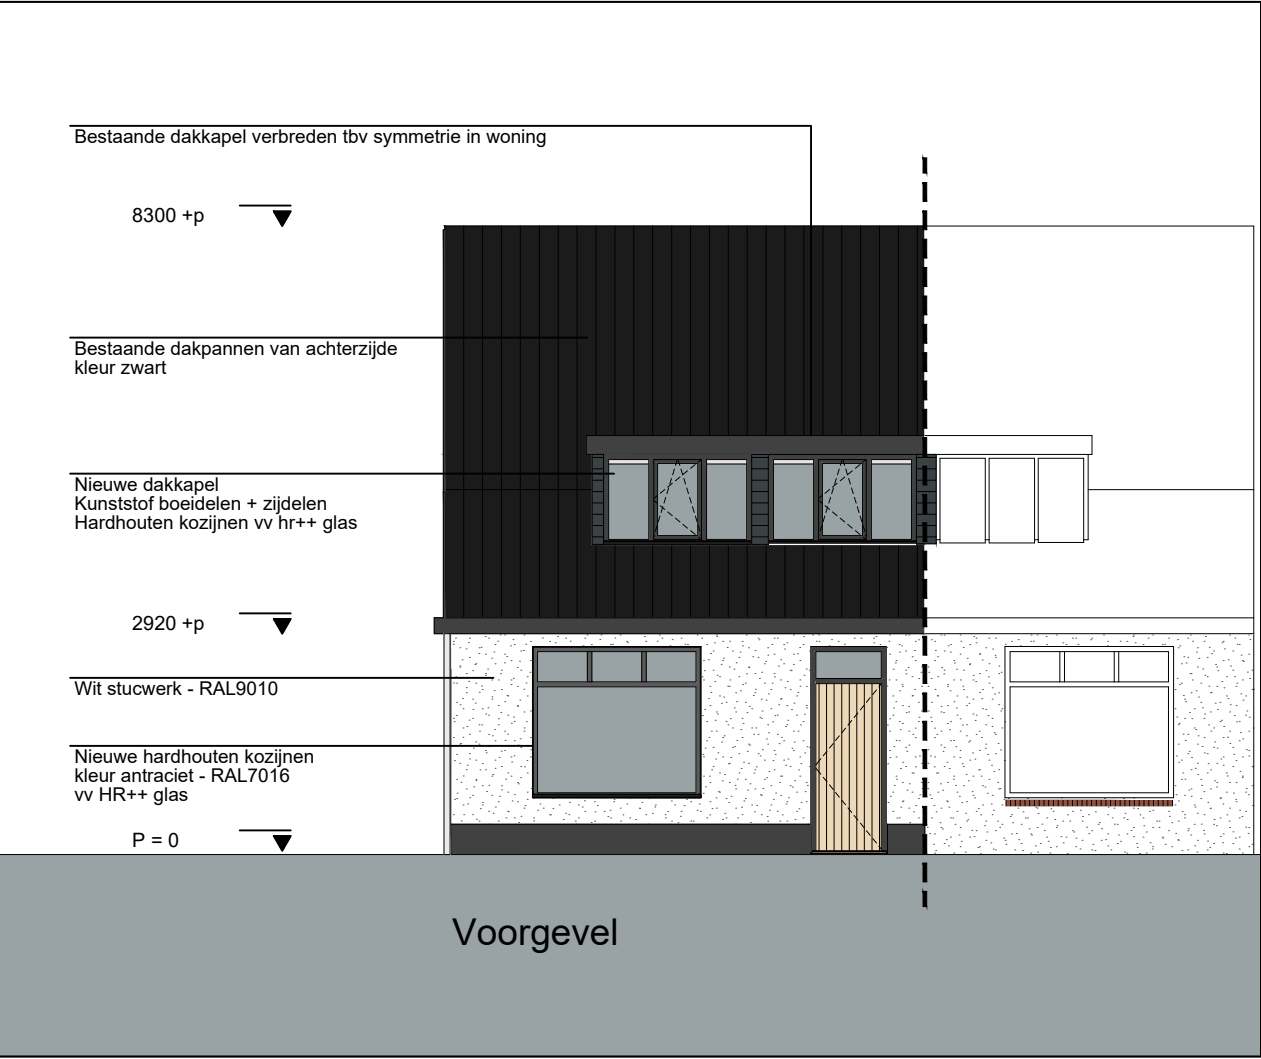 Bestaande dakkapel verbreden tbv symmetrie in woning
8300 +p
Bestaande dakpannen van achterzijde
kleur zwart
Nieuwe dakkapel
Kunststof boeidelen + zijdelen
Hardhouten kozijnen vv hr++ glas
2920 +p
Wit stucwerk - RAL9010
Nieuwe hardhouten kozijnen
kleur antraciet - RAL7016
vv HR++ glas
P = 0
Voorgevel